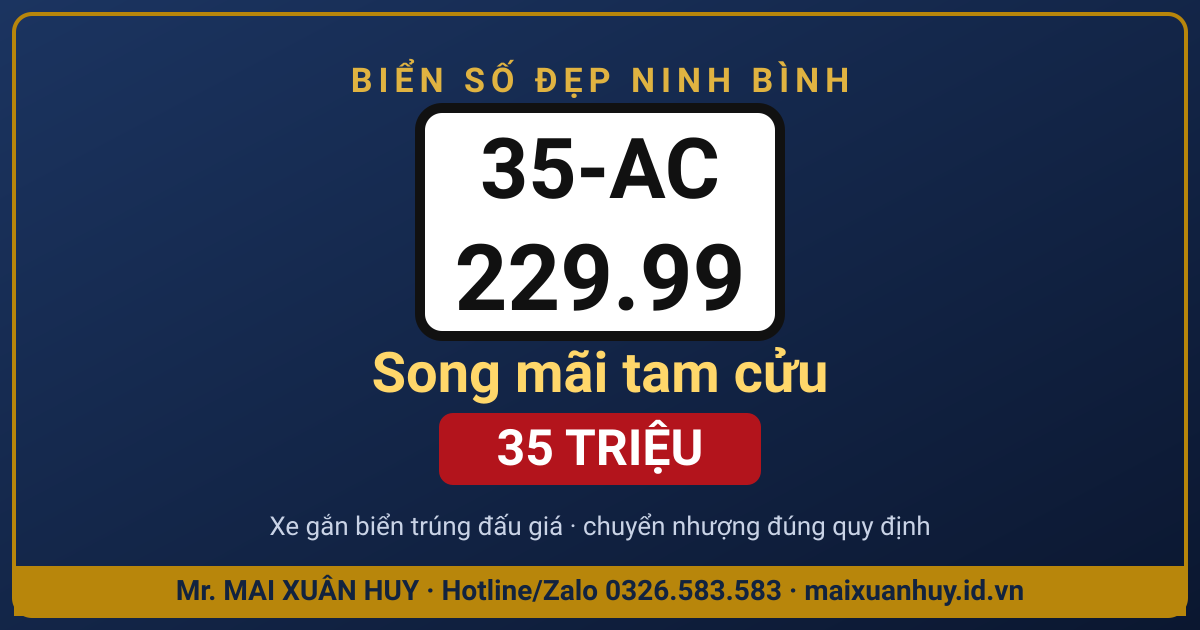 BIỂN SỐ ĐẸP NINH BÌNH
35-AC
229.99
Song mãi tam cửu
35 TRIỆU
Xe gắn biển trúng đấu giá · chuyển nhượng đúng quy định
Mr. MAI XUÂN HUY · Hotline/Zalo 0326.583.583 · maixuanhuy.id.vn